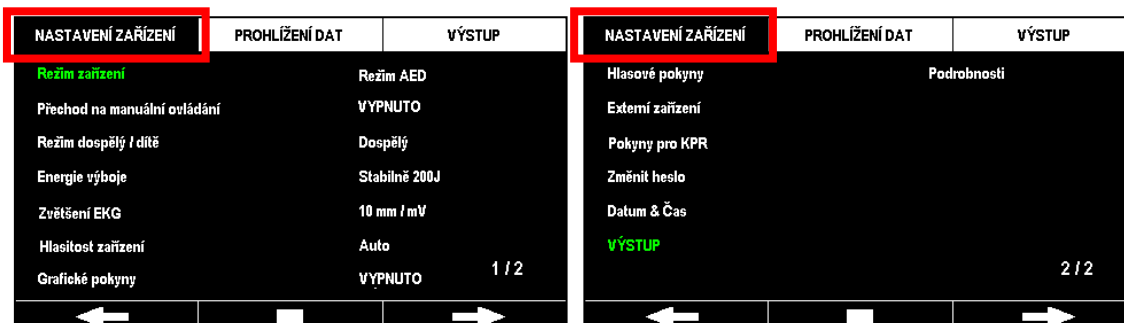 NASTAVENÍ ZAŘÍZENÍ PROHLÍŽENÍ DAT VÝSTUP
Režim zařízení Režim AED
Přechod na manuální ovládání VYPNUTO
Režim dospělý / dítě Dospělý
Energie výboje Stabilně 200J
Zvětšení EKG 10 mm / mV
Hlasitost zařízení Auto
Grafické pokyny VYPNUTO
1 / 2
NASTAVENÍ ZAŘÍZENÍ PROHLÍŽENÍ DAT VÝSTUP
Hlasové pokyny Podrobnosti
Externí zařízení
Pokyny pro KPR
Změnit heslo
Datum & Čas
VÝSTUP
2 / 2